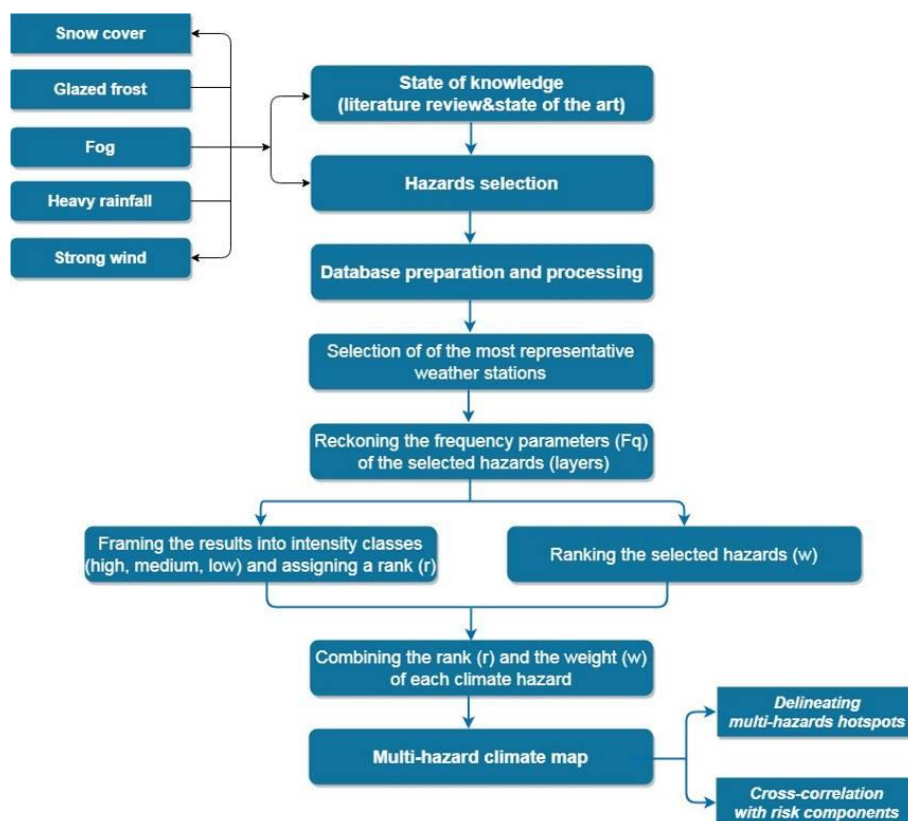 Snow cover
Glazed frost
Fog
Heavy rainfall
Strong wind
State of knowledge
(literature review&state of the art)
Hazards selection
Database preparation and processing
Selection of of the most representative
weather stations
Reckoning the frequency parameters (Fq)
of the selected hazards (layers)
Framing the results into intensity classes
(high, medium, low) and assigning a rank (r)
Ranking the selected hazards (w)
Combining the rank (r) and the weight (w)
of each climate hazard
Multi-hazard climate map
Delineating
multi-hazards hotspots
Cross-correlation
with risk components